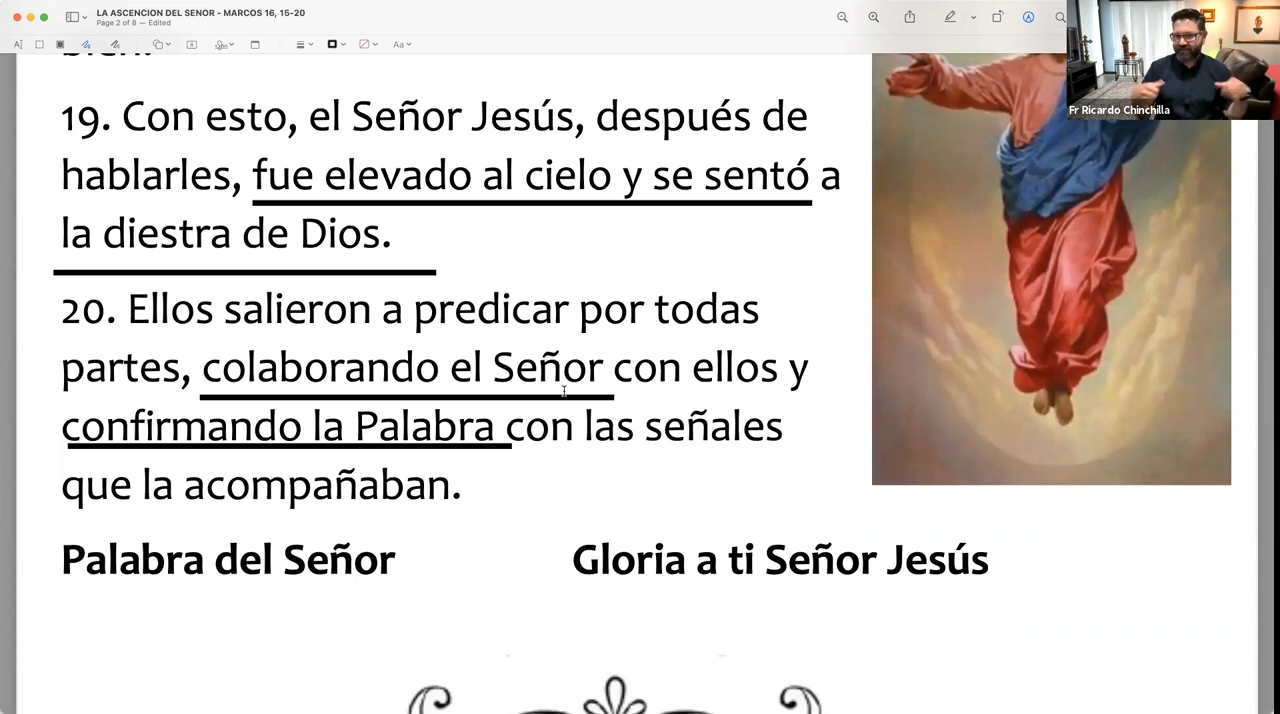 LA ASCENCION DEL SENOR - MARCOS 16, 15-20
Page 2 of 8 — Edited
Aa
Fr Ricardo Chinchilla
bien.
19. Con esto, el Señor Jesús, después de
hablarles, fue elevado al cielo y se sentó a
la diestra de Dios.
20. Ellos salieron a predicar por todas
partes, colaborando el Señor con ellos y
confirmando la Palabra con las señales
que la acompañaban.
Palabra del Señor Gloria a ti Señor Jesús